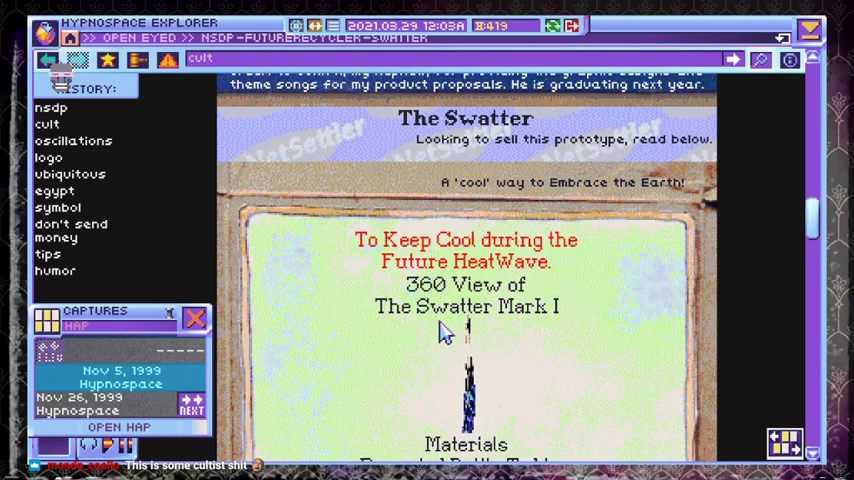 HYPNOSPACE EXPLORER
2021.03.29 12:03A
419
>> OPEN EYED >> NSDP-FUTURERECYCLER-SWATTER
cult
HISTORY:
nsdp
cult
oscillations
logo
ubiquitous
egypt
symbol
don't send
money
tips
humor
theme songs for my product proposals. He is graduating next year.
The Swatter
Looking to sell this prototype, read below.
NetSettler
NetSettler
A 'cool' way to Embrace the Earth!
To Keep Cool during the
Future HeatWave.
360 View of
The Swatter Mark I
Materials
CAPTURES
HAP
-----
Nov 5, 1999
Hypnospace
Nov 26, 1999
Hypnospace
NEXT
OPEN HAP
This is some cultist shit